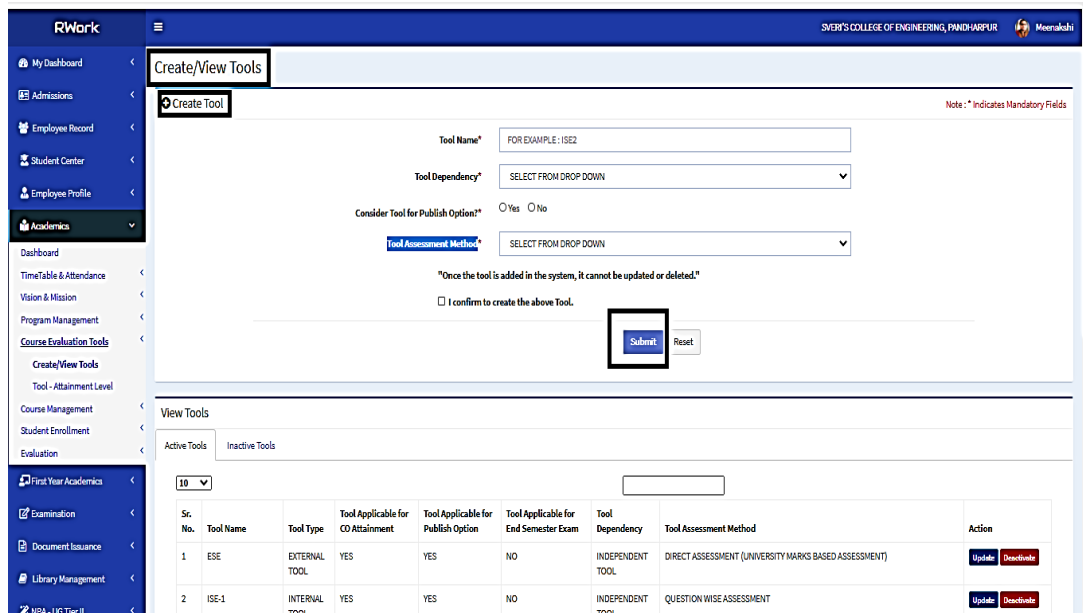 RWork
SVERI'S COLLEGE OF ENGINEERING, PANDHARPUR
Meenakshi
My Dashboard
Admissions
Employee Record
Student Center
Employee Profile
Academics
Dashboard
TimeTable & Attendance
Vision & Mission
Program Management
Course Evaluation Tools
Create/View Tools
Tool - Attainment Level
Course Management
Student Enrollment
Evaluation
First Year Academics
Examination
Document Issuance
Library Management
NBA - UG Tier II
Create/View Tools
Create Tool
Note : * Indicates Mandatory Fields
Tool Name*
FOR EXAMPLE : ISE2
Tool Dependency*
SELECT FROM DROP DOWN
Consider Tool for Publish Option?*
Yes No
Tool Assessment Method*
SELECT FROM DROP DOWN
"Once the tool is added in the system, it cannot be updated or deleted."
I confirm to create the above Tool.
Submit Reset
View Tools
Active Tools Inactive Tools
10
Sr. No. Tool Name Tool Type Tool Applicable for CO Attainment Tool Applicable for Publish Option Tool Applicable for End Semester Exam Tool Dependency Tool Assessment Method Action
1 ESE EXTERNAL TOOL YES YES NO INDEPENDENT TOOL DIRECT ASSESSMENT (UNIVERSITY MARKS BASED ASSESSMENT) Update Deactivate
2 ISE-1 INTERNAL TOOL YES YES NO INDEPENDENT TOOL QUESTION WISE ASSESSMENT Update Deactivate